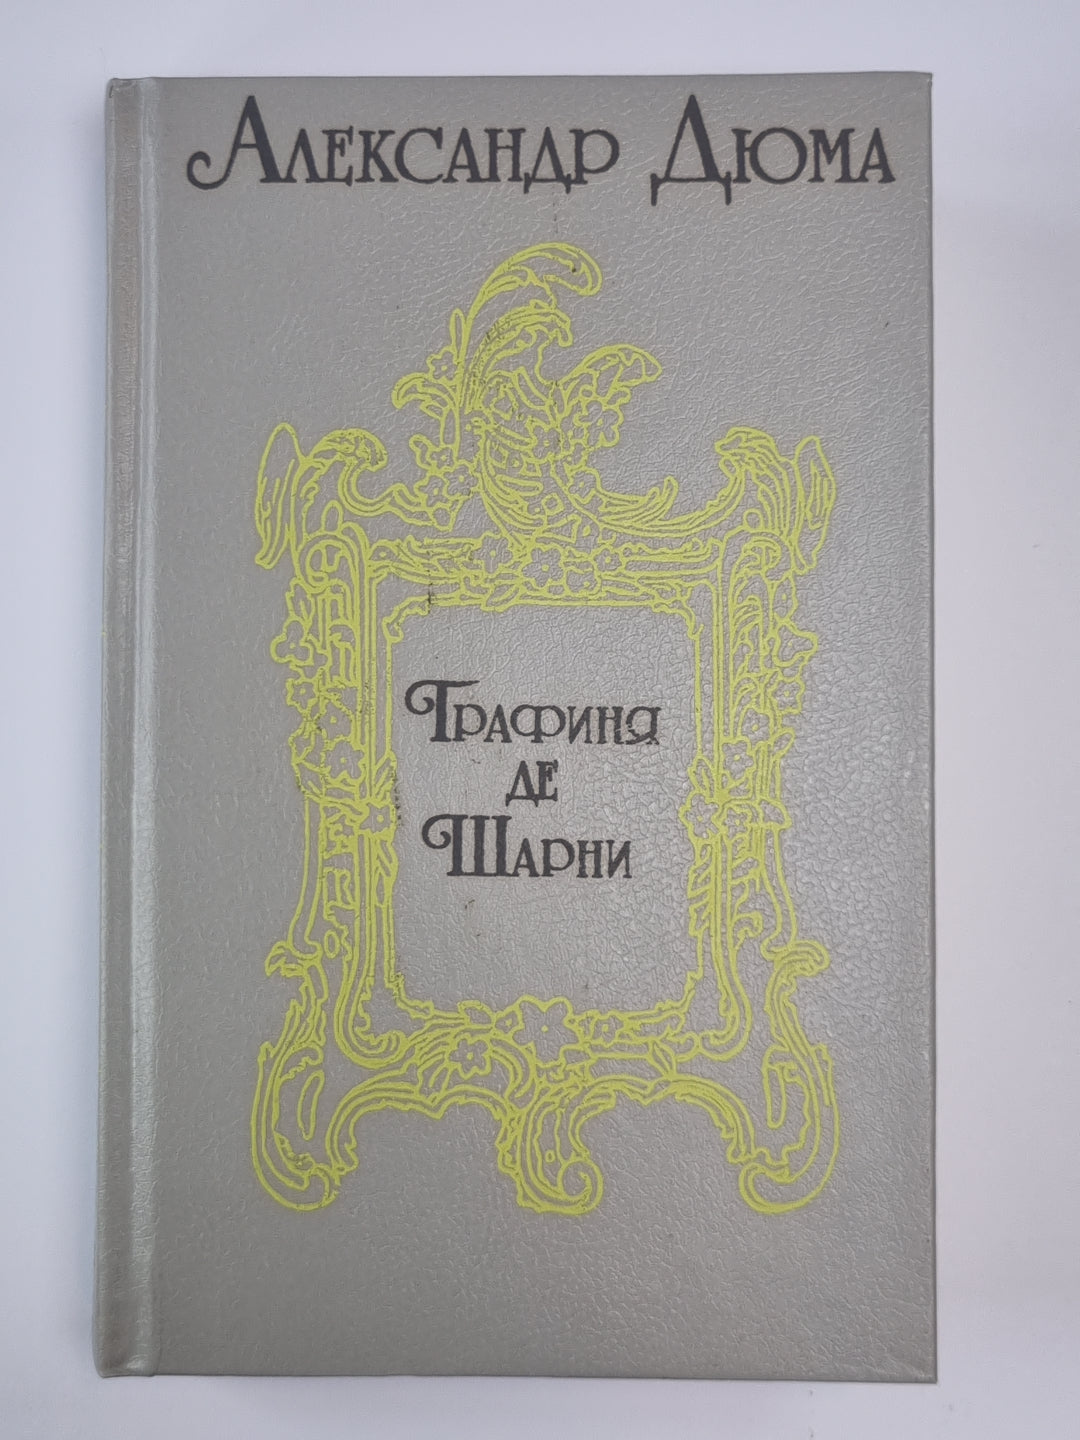 Александр Дюма
Графиня
де
Шарни